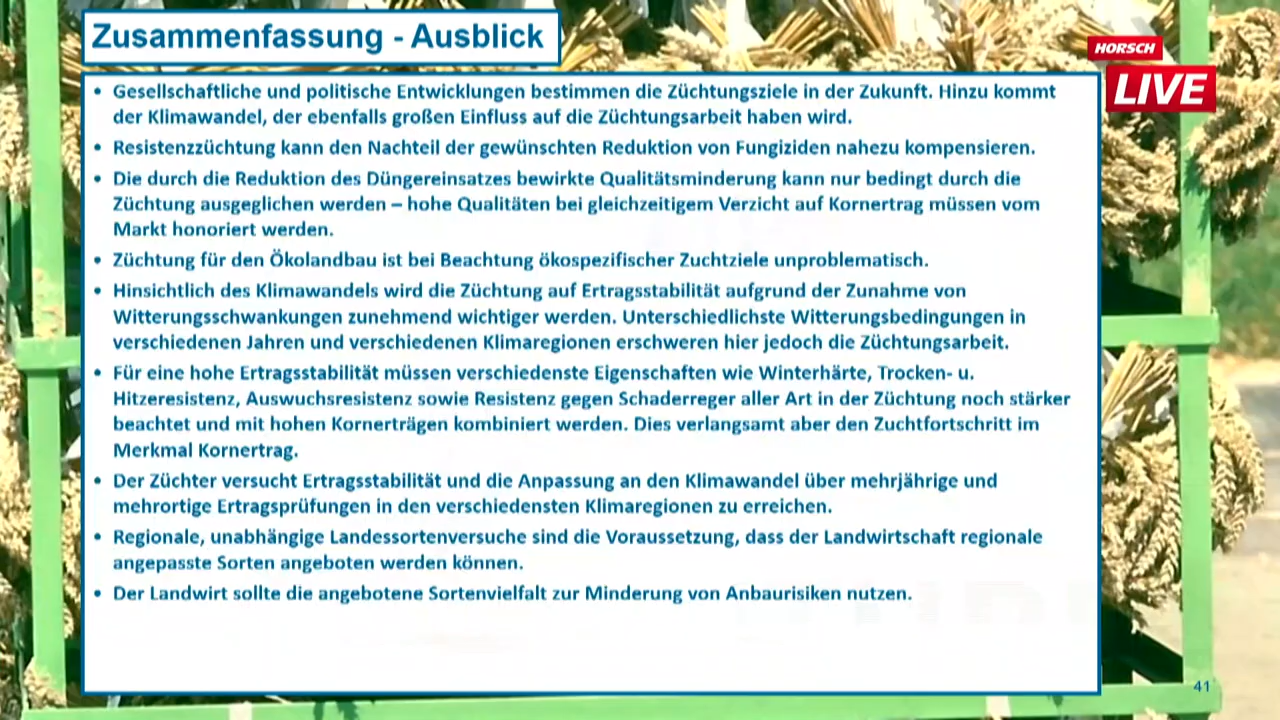 Zusammenfassung - Ausblick
HORSCH
LIVE
• Gesellschaftliche und politische Entwicklungen bestimmen die Züchtungsziele in der Zukunft. Hinzu kommt
der Klimawandel, der ebenfalls großen Einfluss auf die Züchtungsarbeit haben wird.
• Resistenzzüchtung kann den Nachteil der gewünschten Reduktion von Fungiziden nahezu kompensieren.
• Die durch die Reduktion des Düngereinsatzes bewirkte Qualitätsminderung kann nur bedingt durch die
Züchtung ausgeglichen werden – hohe Qualitäten bei gleichzeitigem Verzicht auf Kornertrag müssen vom
Markt honoriert werden.
• Züchtung für den Ökolandbau ist bei Beachtung ökospezifischer Zuchtziele unproblematisch.
• Hinsichtlich des Klimawandels wird die Züchtung auf Ertragsstabilität aufgrund der Zunahme von
Witterungsschwankungen zunehmend wichtiger werden. Unterschiedlichste Witterungsbedingungen in
verschiedenen Jahren und verschiedenen Klimaregionen erschweren hier jedoch die Züchtungsarbeit.
• Für eine hohe Ertragsstabilität müssen verschiedenste Eigenschaften wie Winterhärte, Trocken- u.
Hitzeresistenz, Auswuchsresistenz sowie Resistenz gegen Schaderreger aller Art in der Züchtung noch stärker
beachtet und mit hohen Kornerträgen kombiniert werden. Dies verlangsamt aber den Zuchtfortschritt im
Merkmal Kornertrag.
• Der Züchter versucht Ertragsstabilität und die Anpassung an den Klimawandel über mehrjährige und
mehrortige Ertragsprüfungen in den verschiedensten Klimaregionen zu erreichen.
• Regionale, unabhängige Landessortenversuche sind die Voraussetzung, dass der Landwirtschaft regionale
angepasste Sorten angeboten werden können.
• Der Landwirt sollte die angebotene Sortenvielfalt zur Minderung von Anbaurisiken nutzen.
41